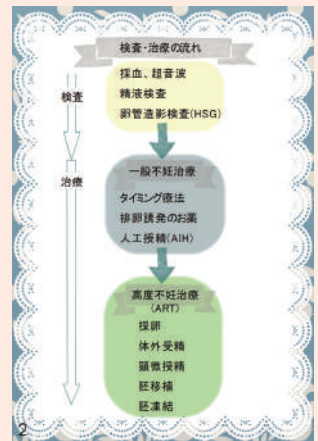 検査・治療の流れ
採血、超音波
精液検査
卵管造影検査(HSG)
検査
治療
一般不妊治療
タイミング療法
排卵誘発のお薬
人工授精(AIH)
高度不妊治療
(ART)
採卵
体外受精
顕微授精
胚移植
胚凍結
2